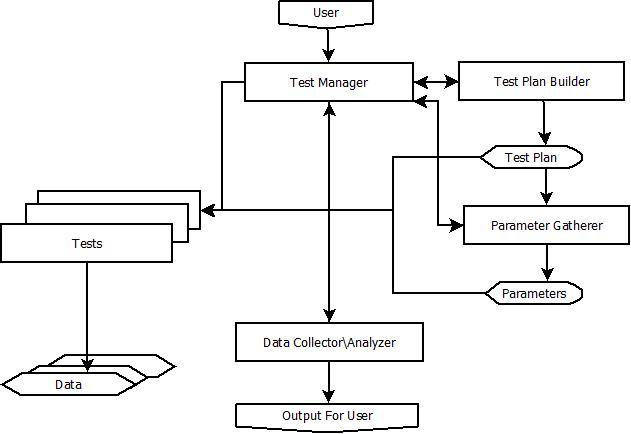 User
Test Manager
Test Plan Builder
Test Plan
Parameter Gatherer
Tests
Parameters
Data Collector\Analyzer
Data
Output For User